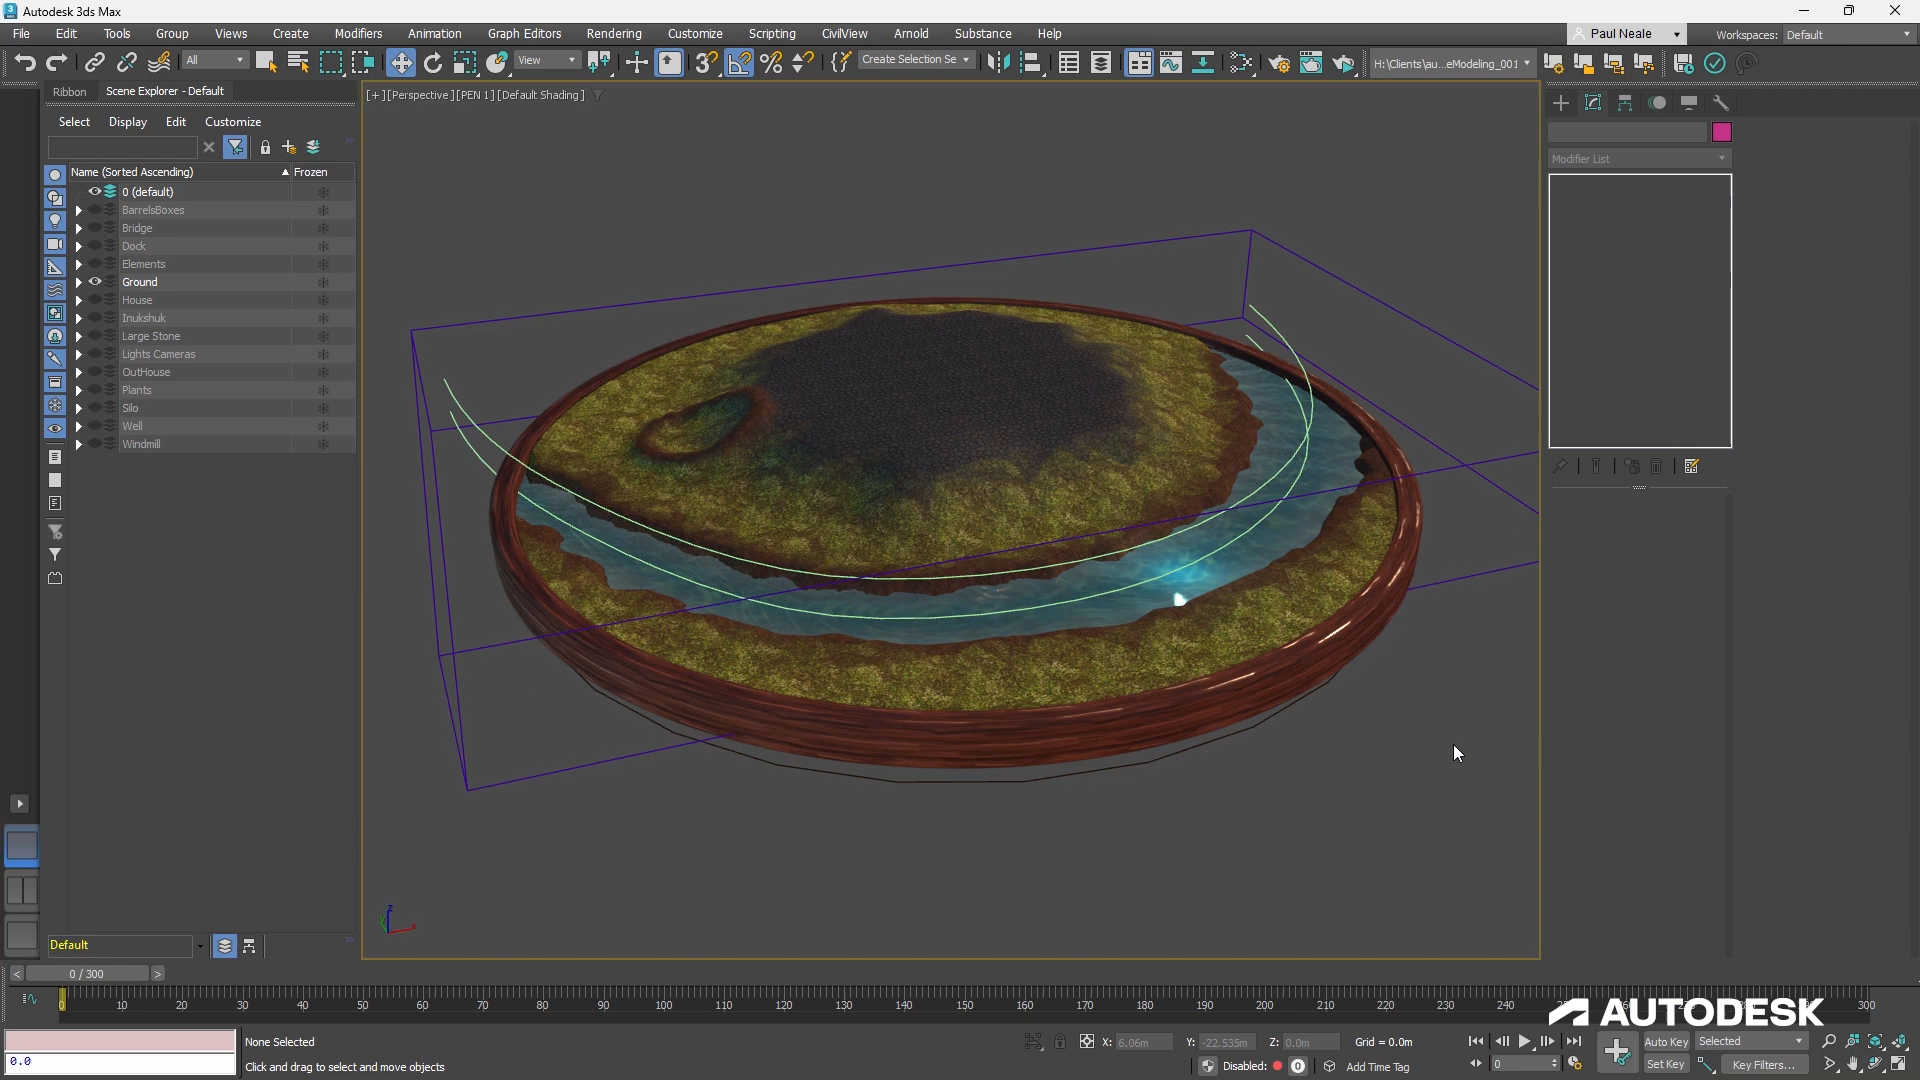 Autodesk 3ds Max
File Edit Tools Group Views Create Modifiers Animation Graph Editors Rendering Customize Scripting CivilView Arnold Substance Help
Paul Neale
Workspaces: Default
All
View
Create Selection Se
H:\Clients\au...eModeling_001
Ribbon Scene Explorer - Default
[+][Perspective][PEN 1][Default Shading]
Select Display Edit Customize
Modifier List
Name (Sorted Ascending) Frozen
0 (default)
BarrelsBoxes
Bridge
Dock
Elements
Ground
House
Inukshuk
Large Stone
Lights Cameras
OutHouse
Plants
Silo
Well
Windmill
Default
0 / 300
0 10 20 30 40 50 60 70 80 90 100 110 120 130 140 150 160 170 180 190 200 210 220 230 240 300
AUTODESK
None Selected
X: 6.06m Y: -22.535m Z: 0.0m Grid = 0.0m
Auto Key Selected
0.0
Click and drag to select and move objects
Disabled: 0 Add Time Tag
0
Set Key Key Filters...